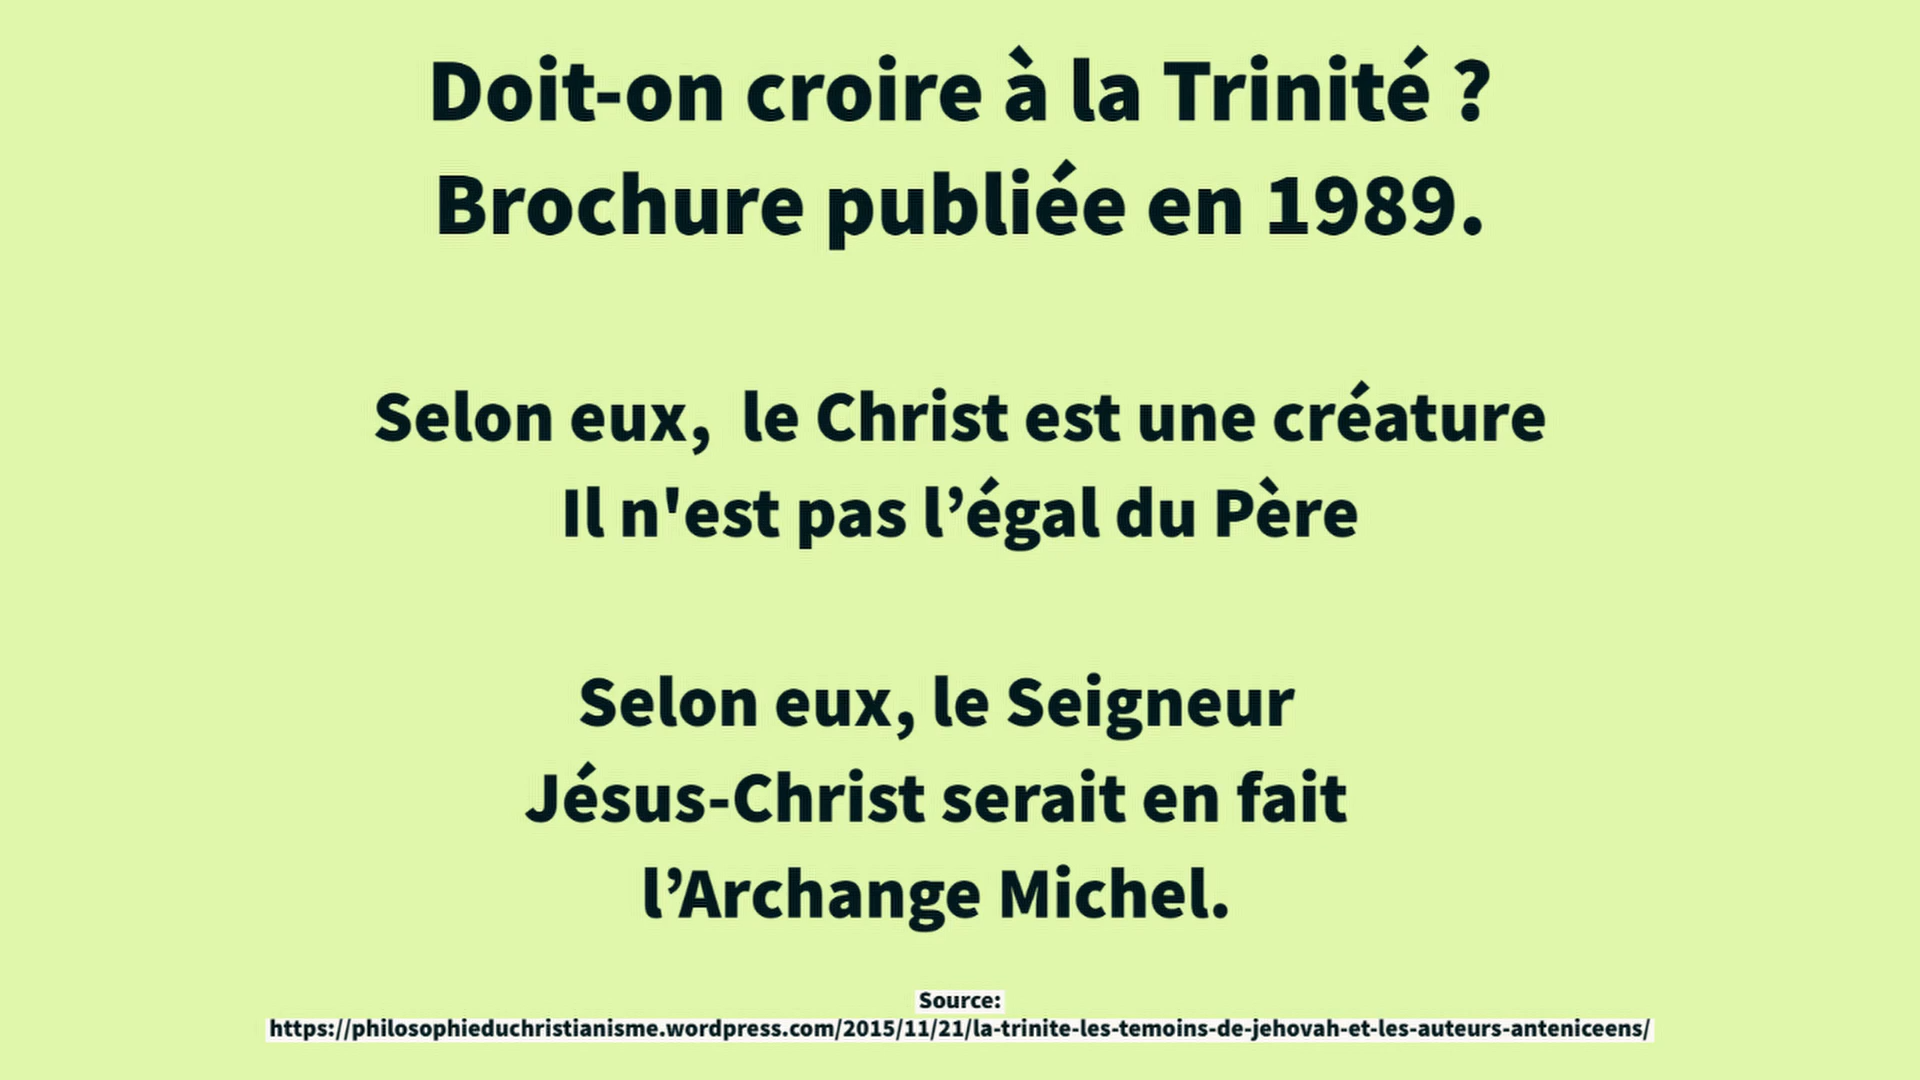 Doit-on croire à la Trinité ?
Brochure publiée en 1989.
Selon eux,  le Christ est une créature
Il n'est pas l’égal du Père
Selon eux, le Seigneur
Jésus-Christ serait en fait
l’Archange Michel.
Source:
https://philosophieduchristianisme.wordpress.com/2015/11/21/la-trinite-les-temoins-de-jehovah-et-les-auteurs-anteniceens/